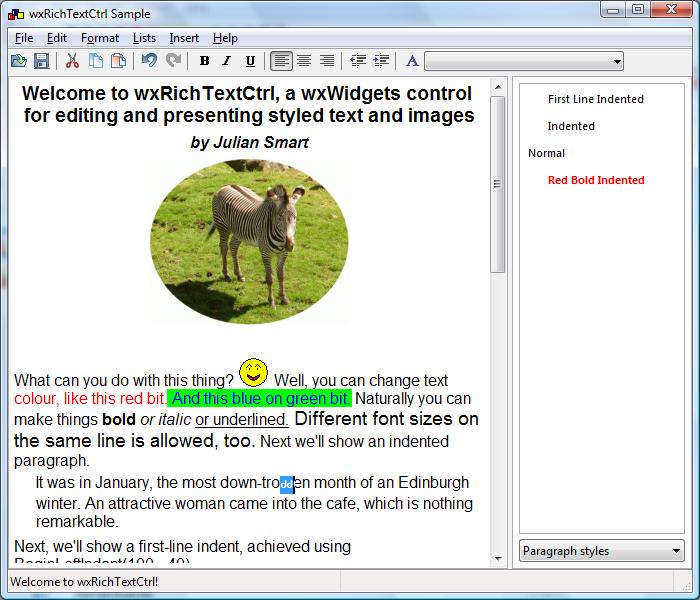 wxRichTextCtrl Sample
File Edit Format Lists Insert Help
B I U A
Welcome to wxRichTextCtrl, a wxWidgets control
for editing and presenting styled text and images
by Julian Smart
What can you do with this thing? Well, you can change text
colour, like this red bit. And this blue on green bit. Naturally you can
make things bold or italic or underlined. Different font sizes on
the same line is allowed, too. Next we'll show an indented
paragraph.
It was in January, the most down-trodden month of an Edinburgh
winter. An attractive woman came into the cafe, which is nothing
remarkable.
Next, we'll show a first-line indent, achieved using
BeginLeftIndent(100, -40)
First Line Indented
Indented
Normal
Red Bold Indented
Paragraph styles
Welcome to wxRichTextCtrl!